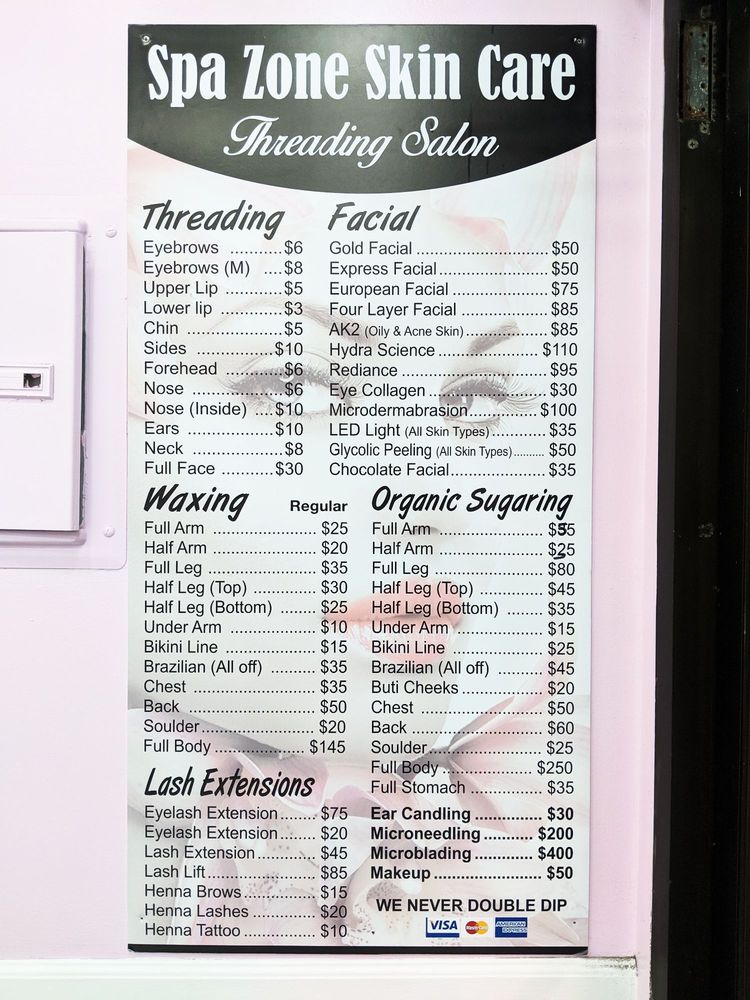 Spa Zone Skin Care
Threading Salon
Threading
Eyebrows ...........$6
Eyebrows (M) ....$8
Upper Lip ............$5
Lower lip ............$3
Chin ....................$5
Sides ................$10
Forehead ...........$6
Nose ..................$6
Nose (Inside) ....$10
Ears .................$10
Neck ..................$8
Full Face ...........$30
Facial
Gold Facial ............................. $50
Express Facial........................ $50
European Facial ..................... $75
Four Layer Facial ................... $85
AK2 (Oily & Acne Skin).................. $85
Hydra Science....................... $110
Rediance ................................ $95
Eye Collagen .......................... $30
Microdermabrasion................ $100
LED Light (All Skin Types)............ $35
Glycolic Peeling (All Skin Types).......... $50
Chocolate Facial..................... $35
Waxing Regular
Full Arm ....................... $25
Half Arm ....................... $20
Full Leg ........................ $35
Half Leg (Top) .............. $30
Half Leg (Bottom) ........ $25
Under Arm ................... $10
Bikini Line .................... $15
Brazilian (All off) ........... $35
Chest ........................... $35
Back ............................. $50
Soulder......................... $20
Full Body .................... $145
Lash Extensions
Eyelash Extension........ $75
Eyelash Extension........ $20
Lash Extension............. $45
Lash Lift........................ $85
Henna Brows................ $15
Henna Lashes .............. $20
Henna Tattoo ................ $10
Organic Sugaring
Full Arm .........................
Half Arm ........................ $25
Full Leg ......................... $80
Half Leg (Top) ............... $45
Half Leg (Bottom) ......... $35
Under Arm .................... $15
Bikini Line ..................... $25
Brazilian (All off) ............ $45
Buti Cheeks................... $20
Chest ............................ $50
Back .............................. $60
Soulder.......................... $25
Full Body ..................... $250
Full Stomach ................. $35
Ear Candling ............... $30
Microneedling ........... $200
Microblading ............. $400
Makeup........................ $50
WE NEVER DOUBLE DIP
VISA MasterCard AMERICAN EXPRESS